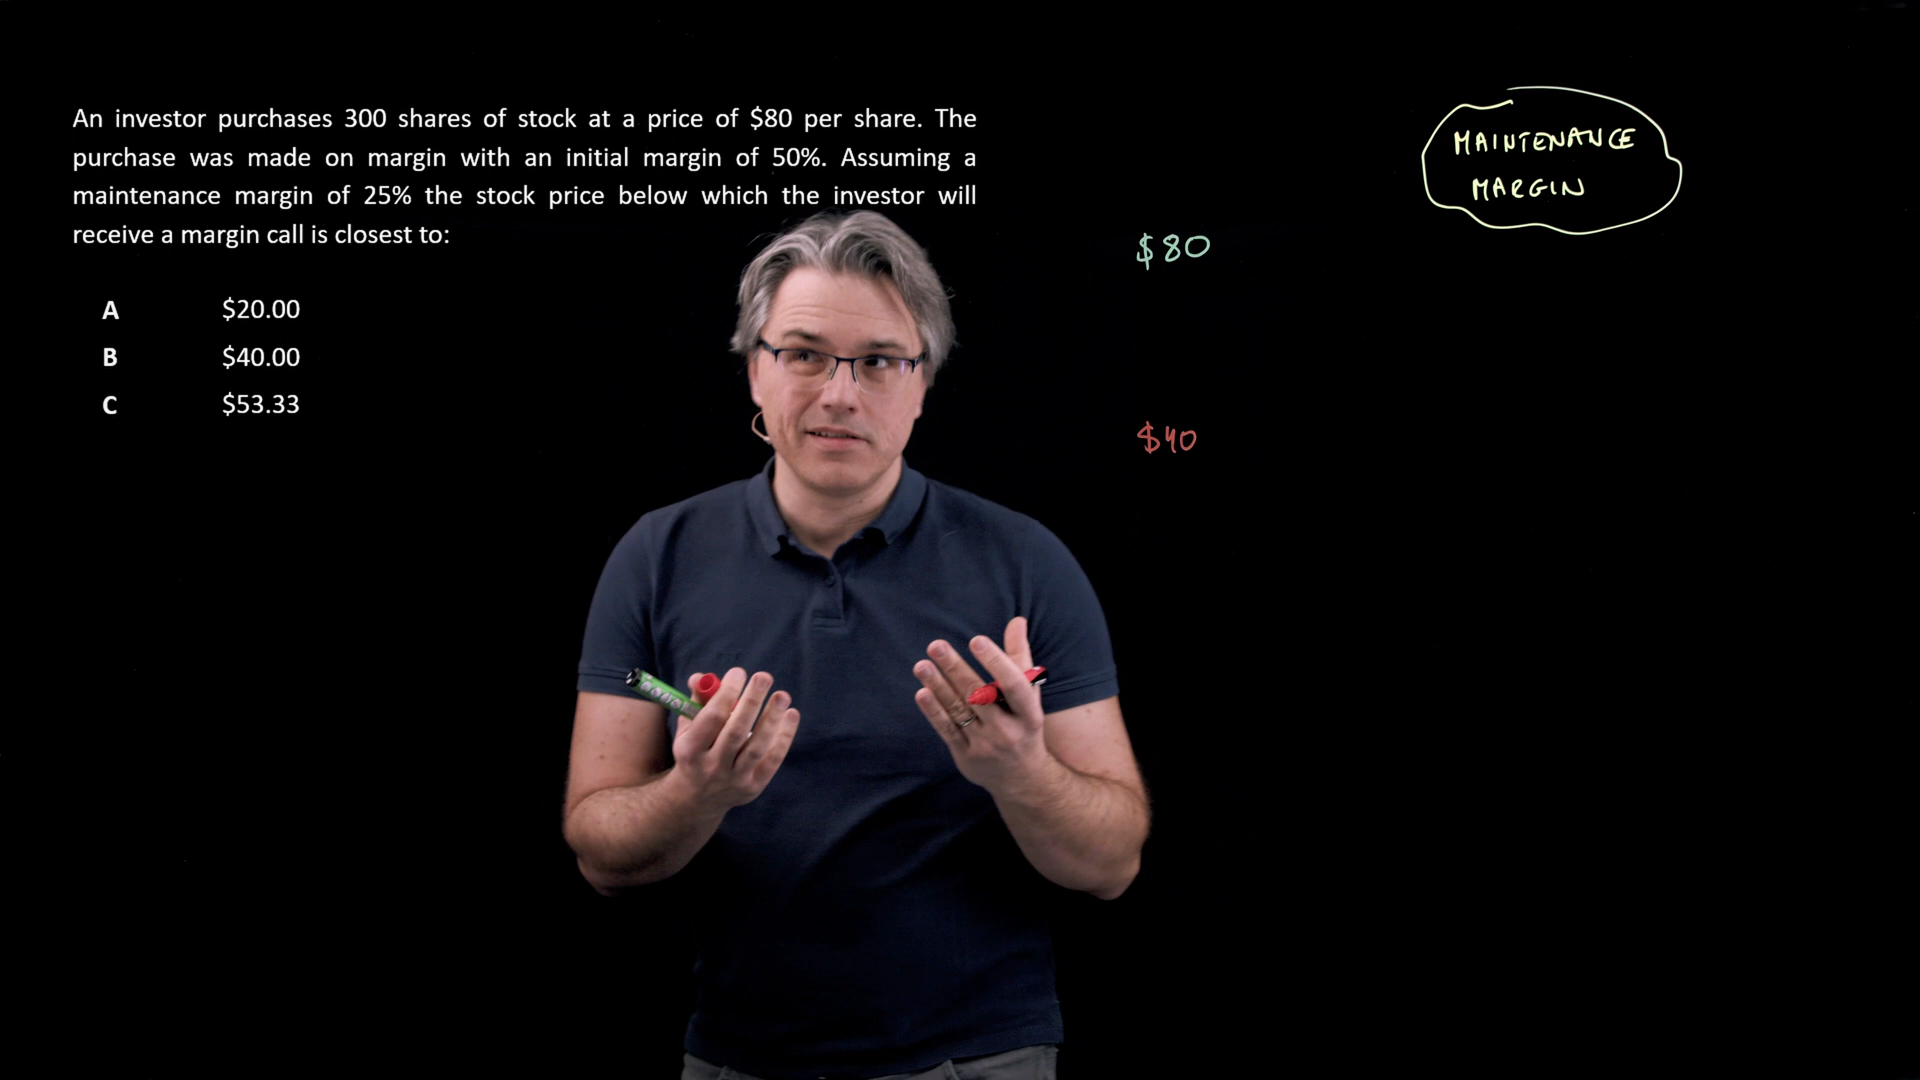 An investor purchases 300 shares of stock at a price of $80 per share. The
purchase was made on margin with an initial margin of 50%. Assuming a
maintenance margin of 25% the stock price below which the investor will
receive a margin call is closest to:
A $20.00
B $40.00
C $53.33
MAINTENANCE
MARGIN
$80
$40